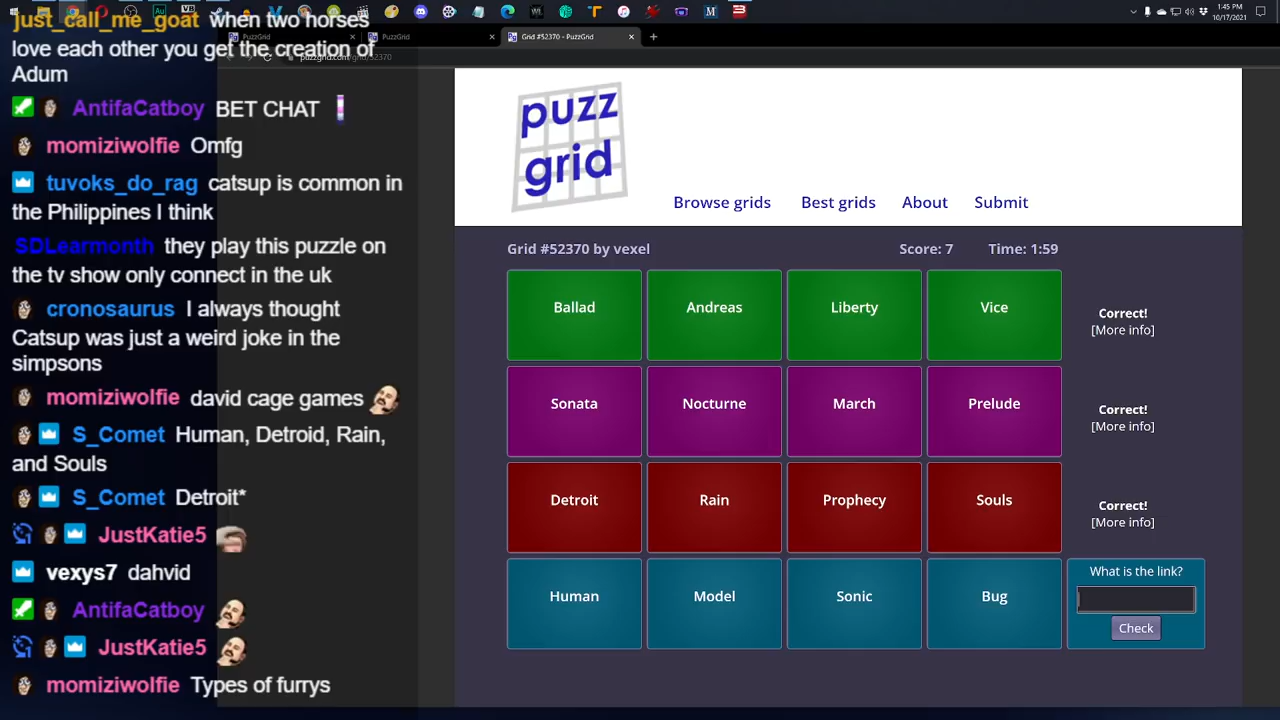 1:45 PM
10/17/2021
PuzzGrid
PuzzGrid
Grid #52370 - PuzzGrid
puzzgrid.com/grid/52370
just_call_me_goat when two horses
love each other you get the creation of
Adum
AntifaCatboy BET CHAT
momiziwolfie Omfg
tuvoks_do_rag catsup is common in
the Philippines I think
SDLearmonth they play this puzzle on
the tv show only connect in the uk
cronosaurus I always thought
Catsup was just a weird joke in the
simpsons
momiziwolfie david cage games
S_Comet Human, Detroid, Rain,
and Souls
S_Comet Detroit*
JustKatie5
vexys7 dahvid
AntifaCatboy
JustKatie5
momiziwolfie Types of furrys
puzz
grid
Browse grids Best grids About Submit
Grid #52370 by vexel Score: 7 Time: 1:59
Ballad Andreas Liberty Vice
Correct!
[More info]
Sonata Nocturne March Prelude
Correct!
[More info]
Detroit Rain Prophecy Souls
Correct!
[More info]
Human Model Sonic Bug
What is the link?
Check